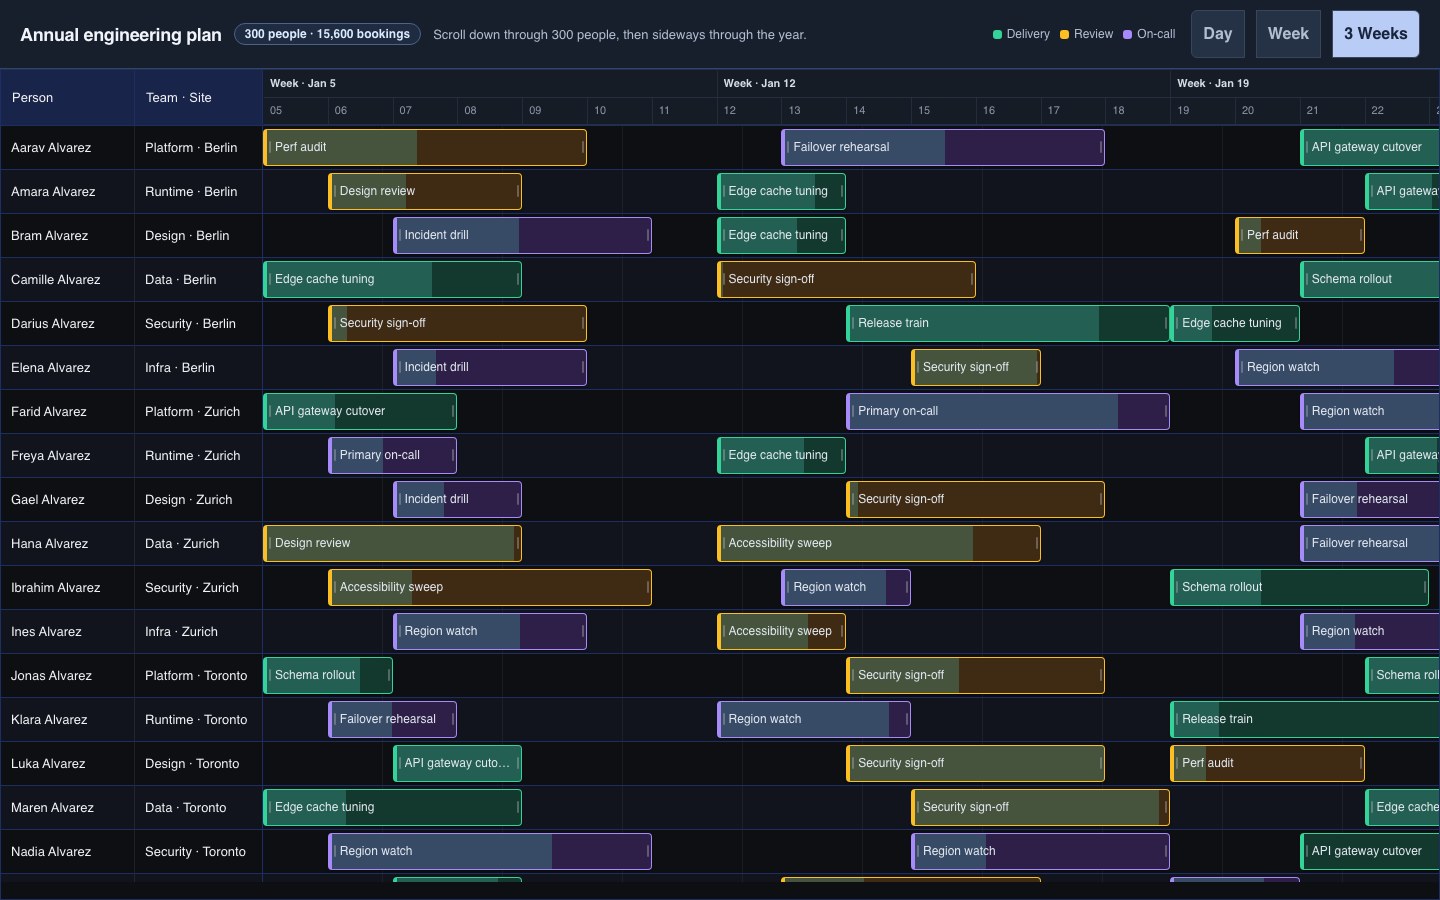 Annual engineering plan
300 people · 15,600 bookings
Scroll down through 300 people, then sideways through the year.
Delivery Review On-call
Day Week 3 Weeks
Person Team · Site Week · Jan 5 Week · Jan 12 Week · Jan 19
05 06 07 08 09 10 11 12 13 14 15 16 17 18 19 20 21 22
Aarav Alvarez Platform · Berlin Perf audit Failover rehearsal API gateway cutover
Amara Alvarez Runtime · Berlin Design review Edge cache tuning API gateway
Bram Alvarez Design · Berlin Incident drill Edge cache tuning Perf audit
Camille Alvarez Data · Berlin Edge cache tuning Security sign-off Schema rollout
Darius Alvarez Security · Berlin Security sign-off Release train Edge cache tuning
Elena Alvarez Infra · Berlin Incident drill Security sign-off Region watch
Farid Alvarez Platform · Zurich API gateway cutover Primary on-call Region watch
Freya Alvarez Runtime · Zurich Primary on-call Edge cache tuning API gateway
Gael Alvarez Design · Zurich Incident drill Security sign-off Failover rehearsal
Hana Alvarez Data · Zurich Design review Accessibility sweep Failover rehearsal
Ibrahim Alvarez Security · Zurich Accessibility sweep Region watch Schema rollout
Ines Alvarez Infra · Zurich Region watch Accessibility sweep Region watch
Jonas Alvarez Platform · Toronto Schema rollout Security sign-off Schema roll
Klara Alvarez Runtime · Toronto Failover rehearsal Region watch Release train
Luka Alvarez Design · Toronto API gateway cuto… Security sign-off Perf audit
Maren Alvarez Data · Toronto Edge cache tuning Security sign-off Edge cache
Nadia Alvarez Security · Toronto Region watch Region watch API gateway cutover